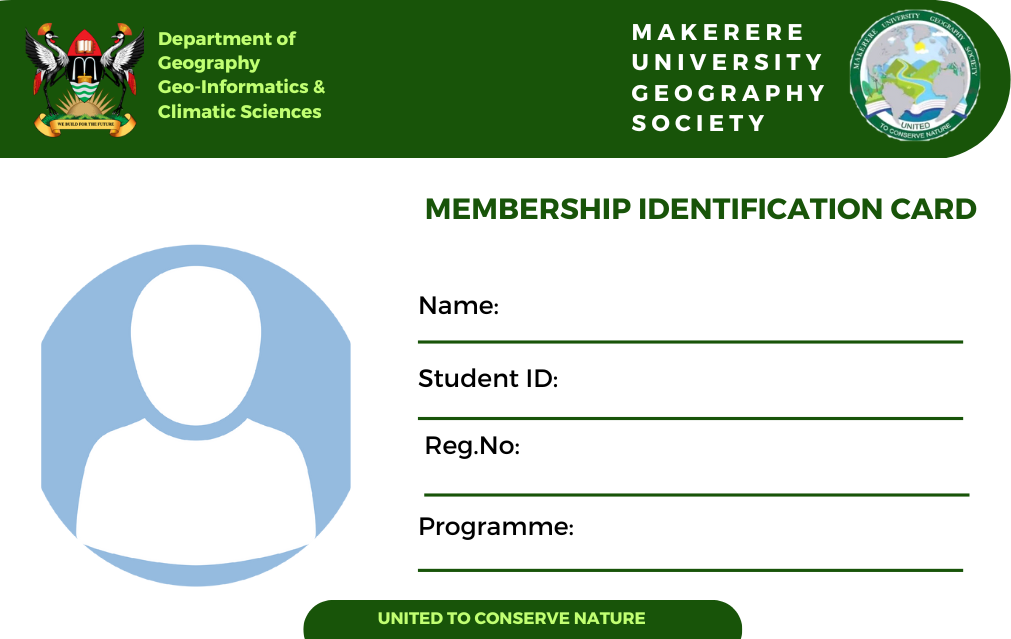 Department of
Geography
Geo-Informatics &
Climatic Sciences
WE BUILD FOR THE FUTURE
MAKERERE
UNIVERSITY
GEOGRAPHY
SOCIETY
MAKERERE UNIVERSITY GEOGRAPHY SOCIETY
UNITED
TO CONSERVE NATURE
MEMBERSHIP IDENTIFICATION CARD
Name:
Student ID:
Reg.No:
Programme:
UNITED TO CONSERVE NATURE